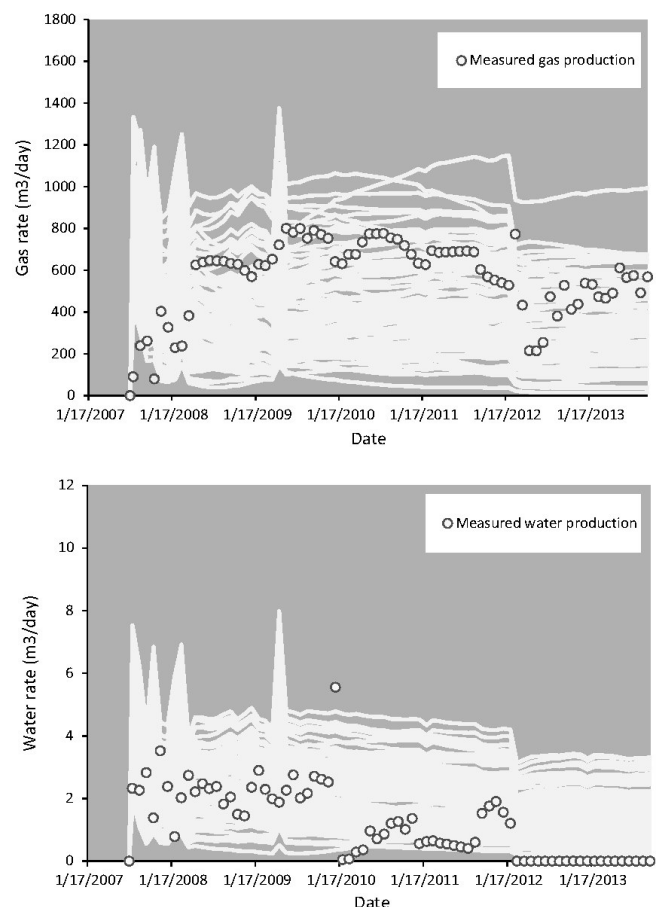 1800
1600
1400
1200
1000
800
600
400
200
0
Gas rate (m3/day)
Measured gas production
1/17/2007 1/17/2008 1/17/2009 1/17/2010 1/17/2011 1/17/2012 1/17/2013
Date
12
10
8
6
4
2
0
Water rate (m3/day)
Measured water production
1/17/2007 1/17/2008 1/17/2009 1/17/2010 1/17/2011 1/17/2012 1/17/2013
Date